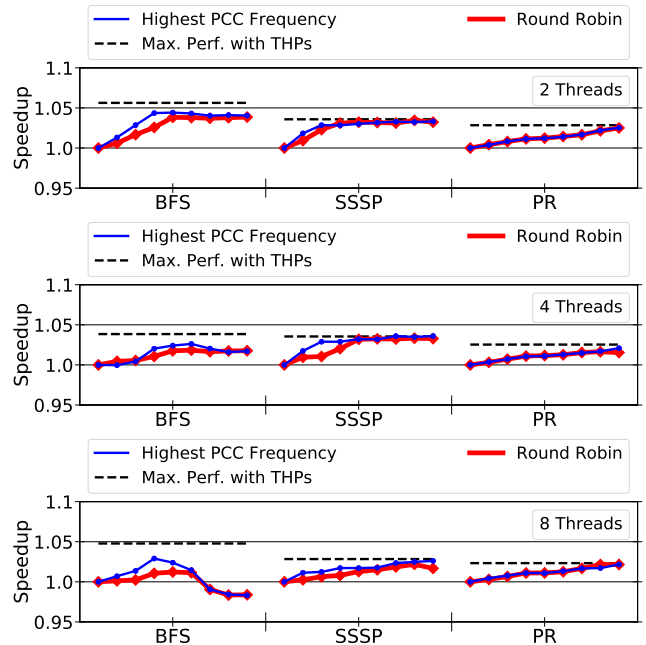 Highest PCC Frequency Round Robin
Max. Perf. with THPs
1.1
2 Threads
1.05
1.0
0.95
Speedup
BFS SSSP PR
Highest PCC Frequency Round Robin
Max. Perf. with THPs
1.1
4 Threads
1.05
1.0
0.95
Speedup
BFS SSSP PR
Highest PCC Frequency Round Robin
Max. Perf. with THPs
1.1
8 Threads
1.05
1.0
0.95
Speedup
BFS SSSP PR